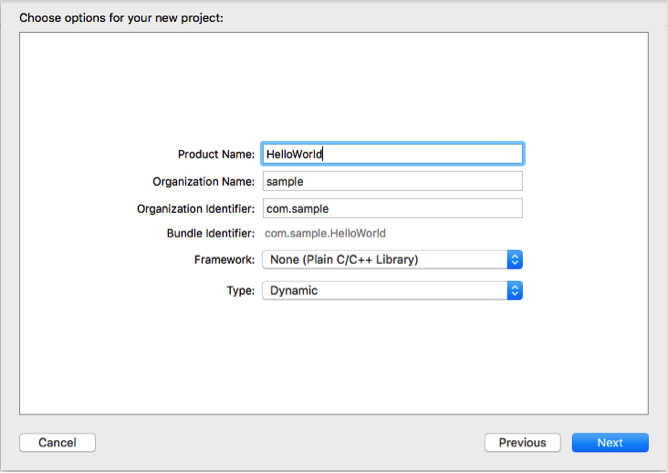 Choose options for your new project:
Product Name: HelloWorld
Organization Name: sample
Organization Identifier: com.sample
Bundle Identifier: com.sample.HelloWorld
Framework: None (Plain C/C++ Library)
Type: Dynamic
Cancel Previous Next